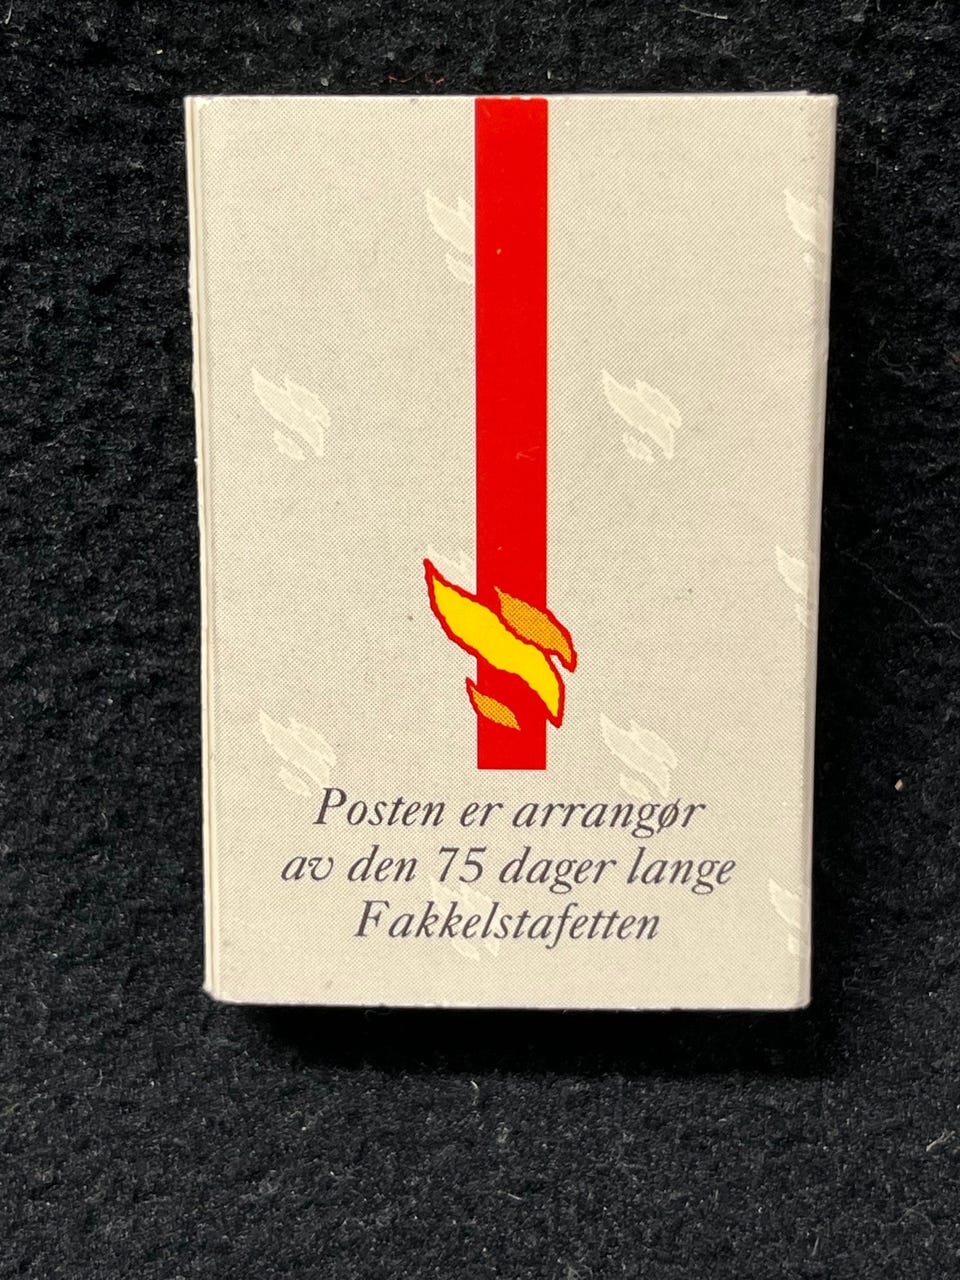 Posten er arrangør
av den 75 dager lange
Fakkelstafetten